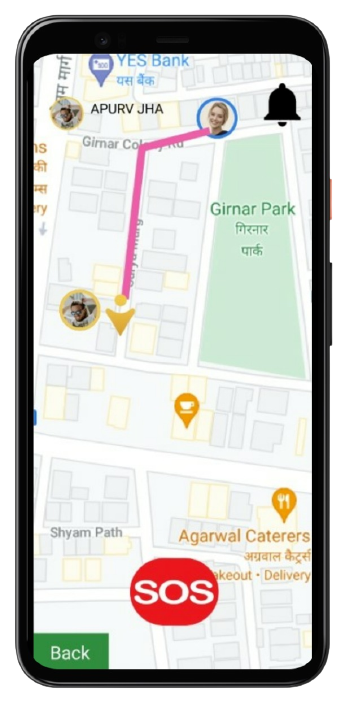 YES Bank
यस बैंक
म मार्ग
APURV JHA
Girnar Colony Rd
ns
की
म्स
ery
Girnar Park
गिरनार
पार्क
Shyam Path
Agarwal Caterers
अग्रवाल कैटर्स
akeout • Delivery
SOS
Back